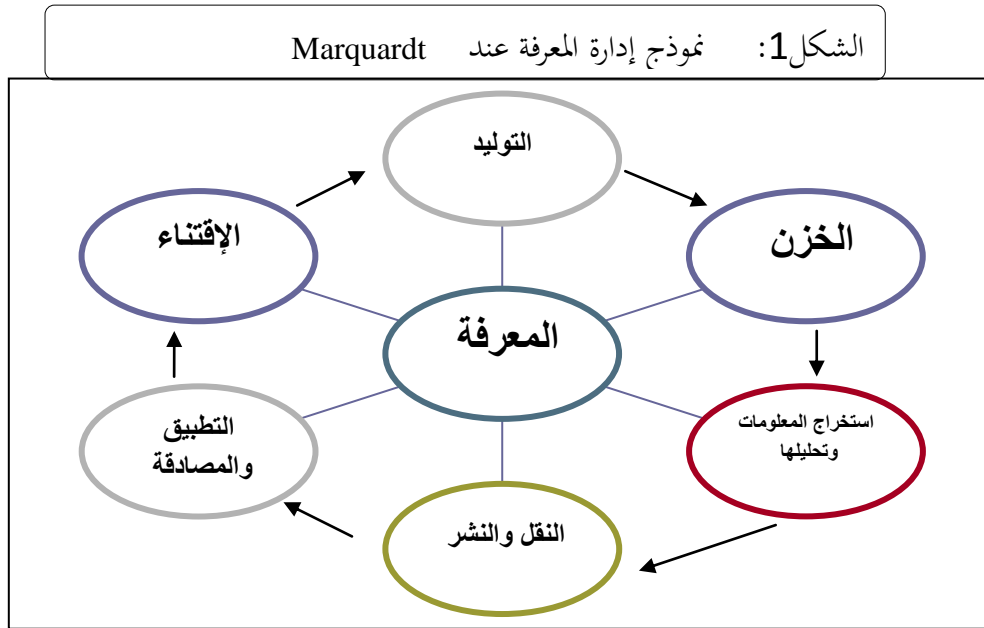 الشكل1: نموذج إدارة المعرفة عند Marquardt
التوليد
الخزن
الإقتناء
المعرفة
استخراج المعلومات
وتحليلها
التطبيق
والمصادقة
النقل والنشر